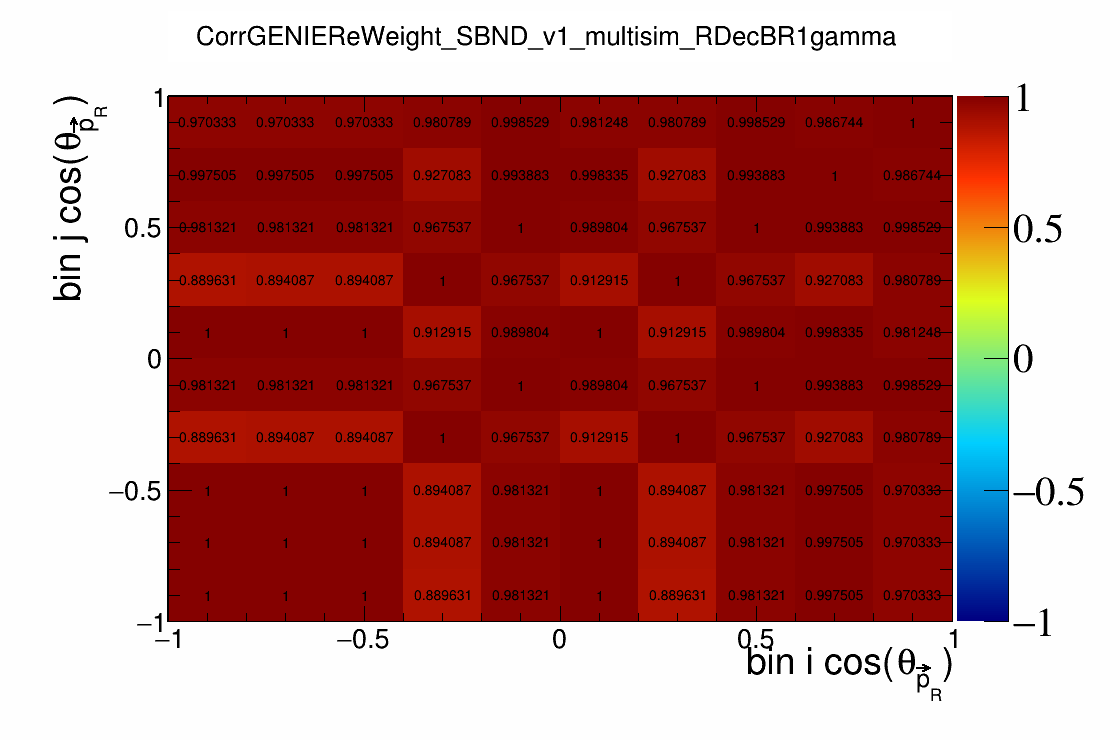 CorrGENIEReWeight_SBND_v1_multisim_RDecBR1gamma
bin j cos(θ p⃗ R)
1
0.5
0
−0.5
−1
0.970333 0.970333 0.970333 0.980789 0.998529 0.981248 0.980789 0.998529 0.986744 1
0.997505 0.997505 0.997505 0.927083 0.993883 0.998335 0.927083 0.993883 1 0.986744
0.981321 0.981321 0.981321 0.967537 1 0.989804 0.967537 1 0.993883 0.998529
0.889631 0.894087 0.894087 1 0.967537 0.912915 1 0.967537 0.927083 0.980789
1 1 1 0.912915 0.989804 1 0.912915 0.989804 0.998335 0.981248
0.981321 0.981321 0.981321 0.967537 1 0.989804 0.967537 1 0.993883 0.998529
0.889631 0.894087 0.894087 1 0.967537 0.912915 1 0.967537 0.927083 0.980789
1 1 1 0.894087 0.981321 1 0.894087 0.981321 0.997505 0.970333
1 1 1 0.894087 0.981321 1 0.894087 0.981321 0.997505 0.970333
1 1 1 0.889631 0.981321 1 0.889631 0.981321 0.997505 0.970333
−1 −0.5 0 0.5 1
bin i cos(θ p⃗ R)
1
0.5
0
−0.5
−1